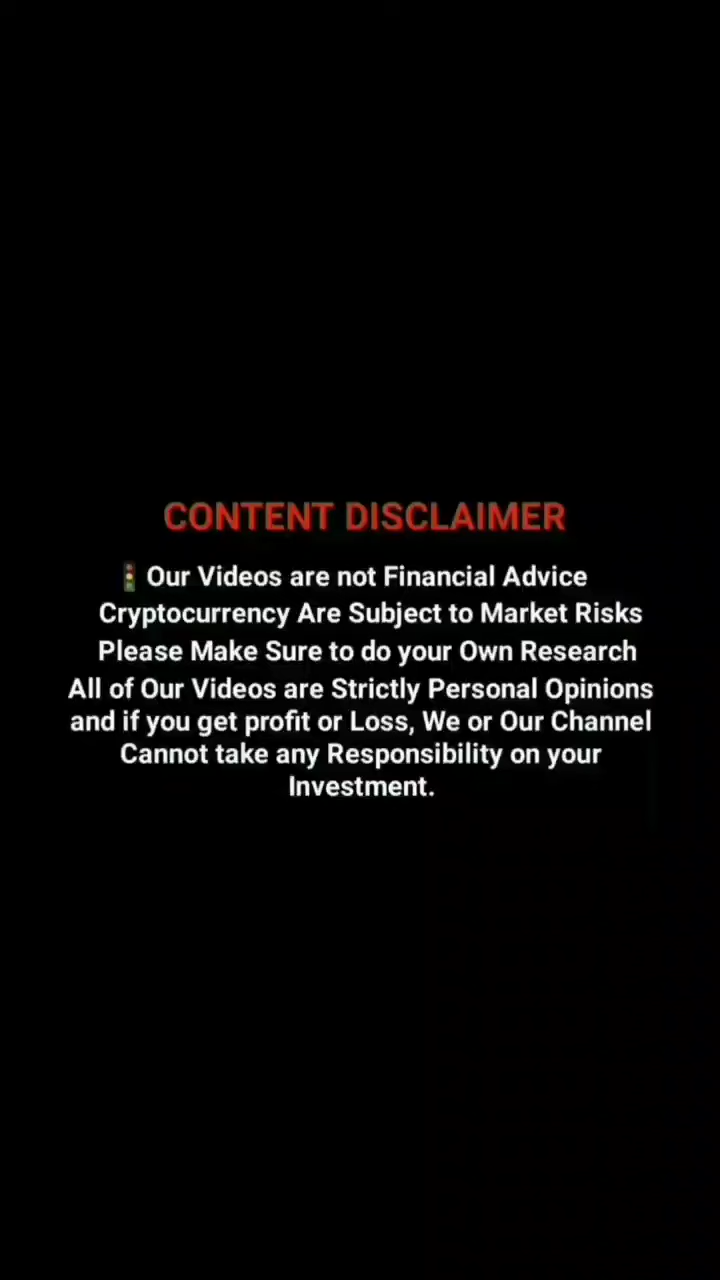 CONTENT DISCLAIMER
🚦 Our Videos are not Financial Advice
Cryptocurrency Are Subject to Market Risks
Please Make Sure to do your Own Research
All of Our Videos are Strictly Personal Opinions
and if you get profit or Loss, We or Our Channel
Cannot take any Responsibility on your
Investment.